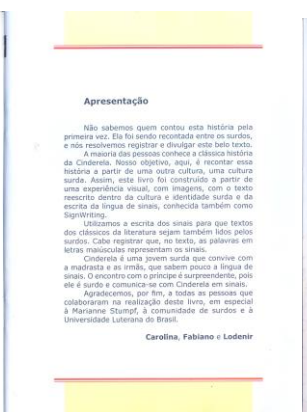 Apresentação
Não sabemos quem contou esta história pela
primeira vez. Ela foi sendo recontada entre os surdos,
e nós resolvemos registrar e divulgar este belo texto.
A maioria das pessoas conhece a clássica história
da Cinderela. Nosso objetivo, aqui, é recontar essa
história a partir de uma outra cultura, uma cultura
surda. Assim, este livro foi construído a partir de
uma experiência visual, com imagens, com o texto
reescrito dentro da cultura e identidade surda e da
escrita da língua de sinais, conhecida também como
SignWriting.
Utilizamos a escrita dos sinais para que textos
dos clássicos da literatura sejam também lidos pelos
surdos. Cabe registrar que, no texto, as palavras em
letras maiúsculas representam os sinais.
Cinderela é uma jovem surda que convive com
a madrasta e as irmãs, que sabem pouco a língua de
sinais. O encontro com o príncipe é surpreendente, pois
ele é surdo e comunica-se com Cinderela em sinais.
Agradecemos, por fim, a todas as pessoas que
colaboraram na realização deste livro, em especial
à Marianne Stumpf, à comunidade de surdos e à
Universidade Luterana do Brasil.
Carolina, Fabiano e Lodenir